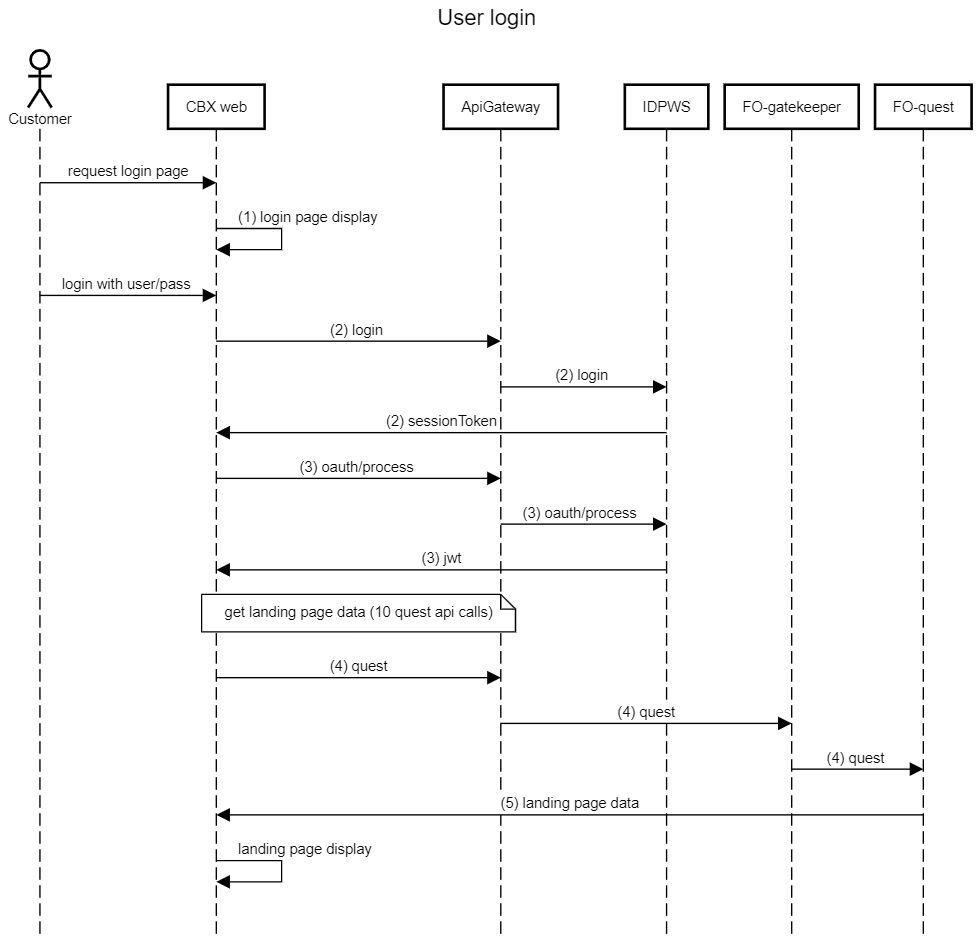 User login
Customer
CBX web
ApiGateway
IDPWS
FO-gatekeeper
FO-quest
request login page
(1) login page display
login with user/pass
(2) login
(2) login
(2) sessionToken
(3) oauth/process
(3) oauth/process
(3) jwt
get landing page data (10 quest api calls)
(4) quest
(4) quest
(4) quest
(5) landing page data
landing page display